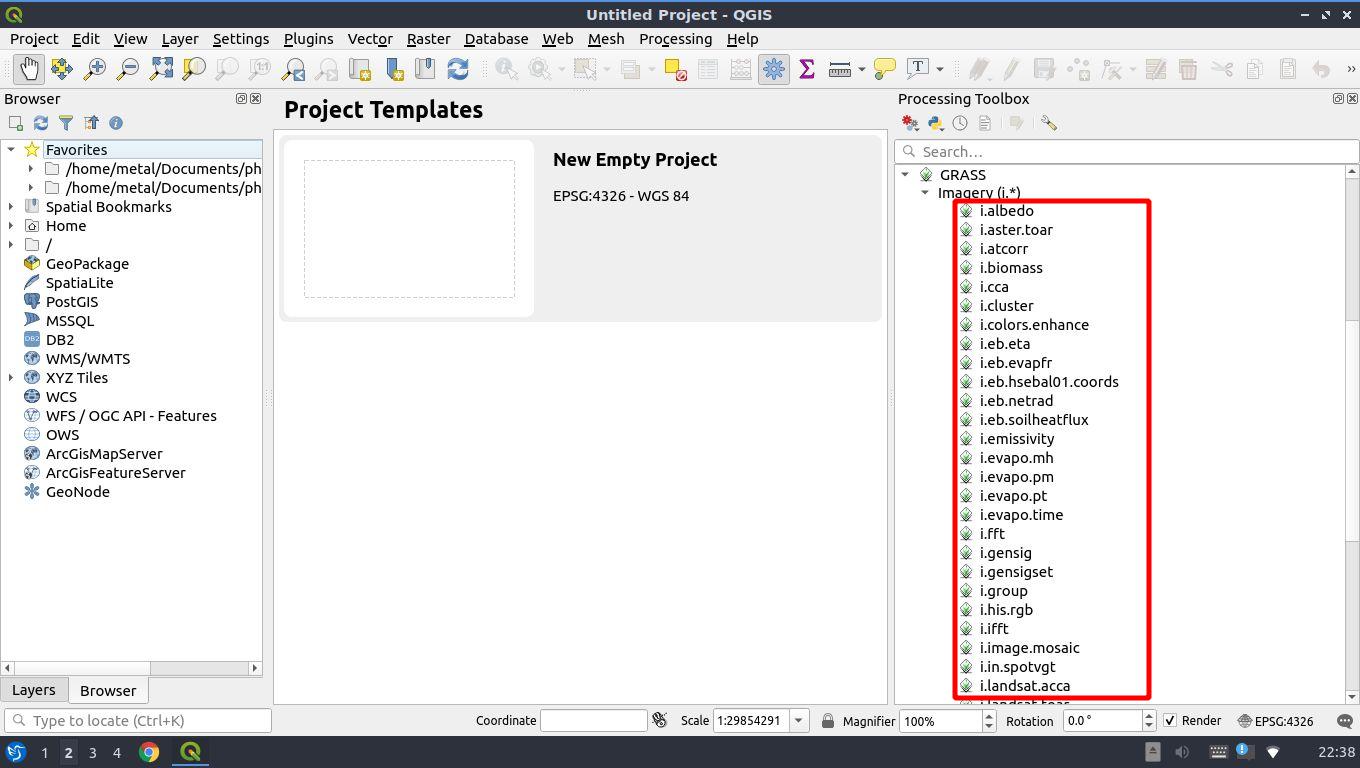 Untitled Project - QGIS
Project Edit View Layer Settings Plugins Vector Raster Database Web Mesh Processing Help
1:1
T
»
Browser
Favorites
/home/metal/Documents/ph
/home/metal/Documents/ph
Spatial Bookmarks
Home
/
GeoPackage
SpatiaLite
PostGIS
MSSQL
DB2
DB2
WMS/WMTS
XYZ Tiles
WCS
WFS / OGC API - Features
OWS
ArcGisMapServer
ArcGisFeatureServer
GeoNode
Layers Browser
Project Templates
New Empty Project
EPSG:4326 - WGS 84
Processing Toolbox
Search…
GRASS
Imagery (i.*)
i.albedo
i.aster.toar
i.atcorr
i.biomass
i.cca
i.cluster
i.colors.enhance
i.eb.eta
i.eb.evapfr
i.eb.hsebal01.coords
i.eb.netrad
i.eb.soilheatflux
i.emissivity
i.evapo.mh
i.evapo.pm
i.evapo.pt
i.evapo.time
i.fft
i.gensig
i.gensigset
i.group
i.his.rgb
i.ifft
i.image.mosaic
i.in.spotvgt
i.landsat.acca
i.landsat.toar
Type to locate (Ctrl+K) Coordinate Scale 1:29854291 Magnifier 100% Rotation 0.0 ° Render EPSG:4326
1 2 3 4 22:38